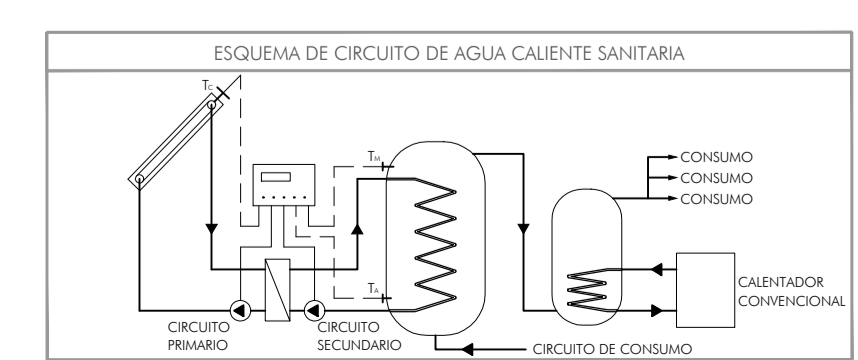 ESQUEMA DE CIRCUITO DE AGUA CALIENTE SANITARIA
TC
TM
CONSUMO
CONSUMO
CONSUMO
TA
CALENTADOR
CONVENCIONAL
CIRCUITO
PRIMARIO
CIRCUITO
SECUNDARIO
CIRCUITO DE CONSUMO